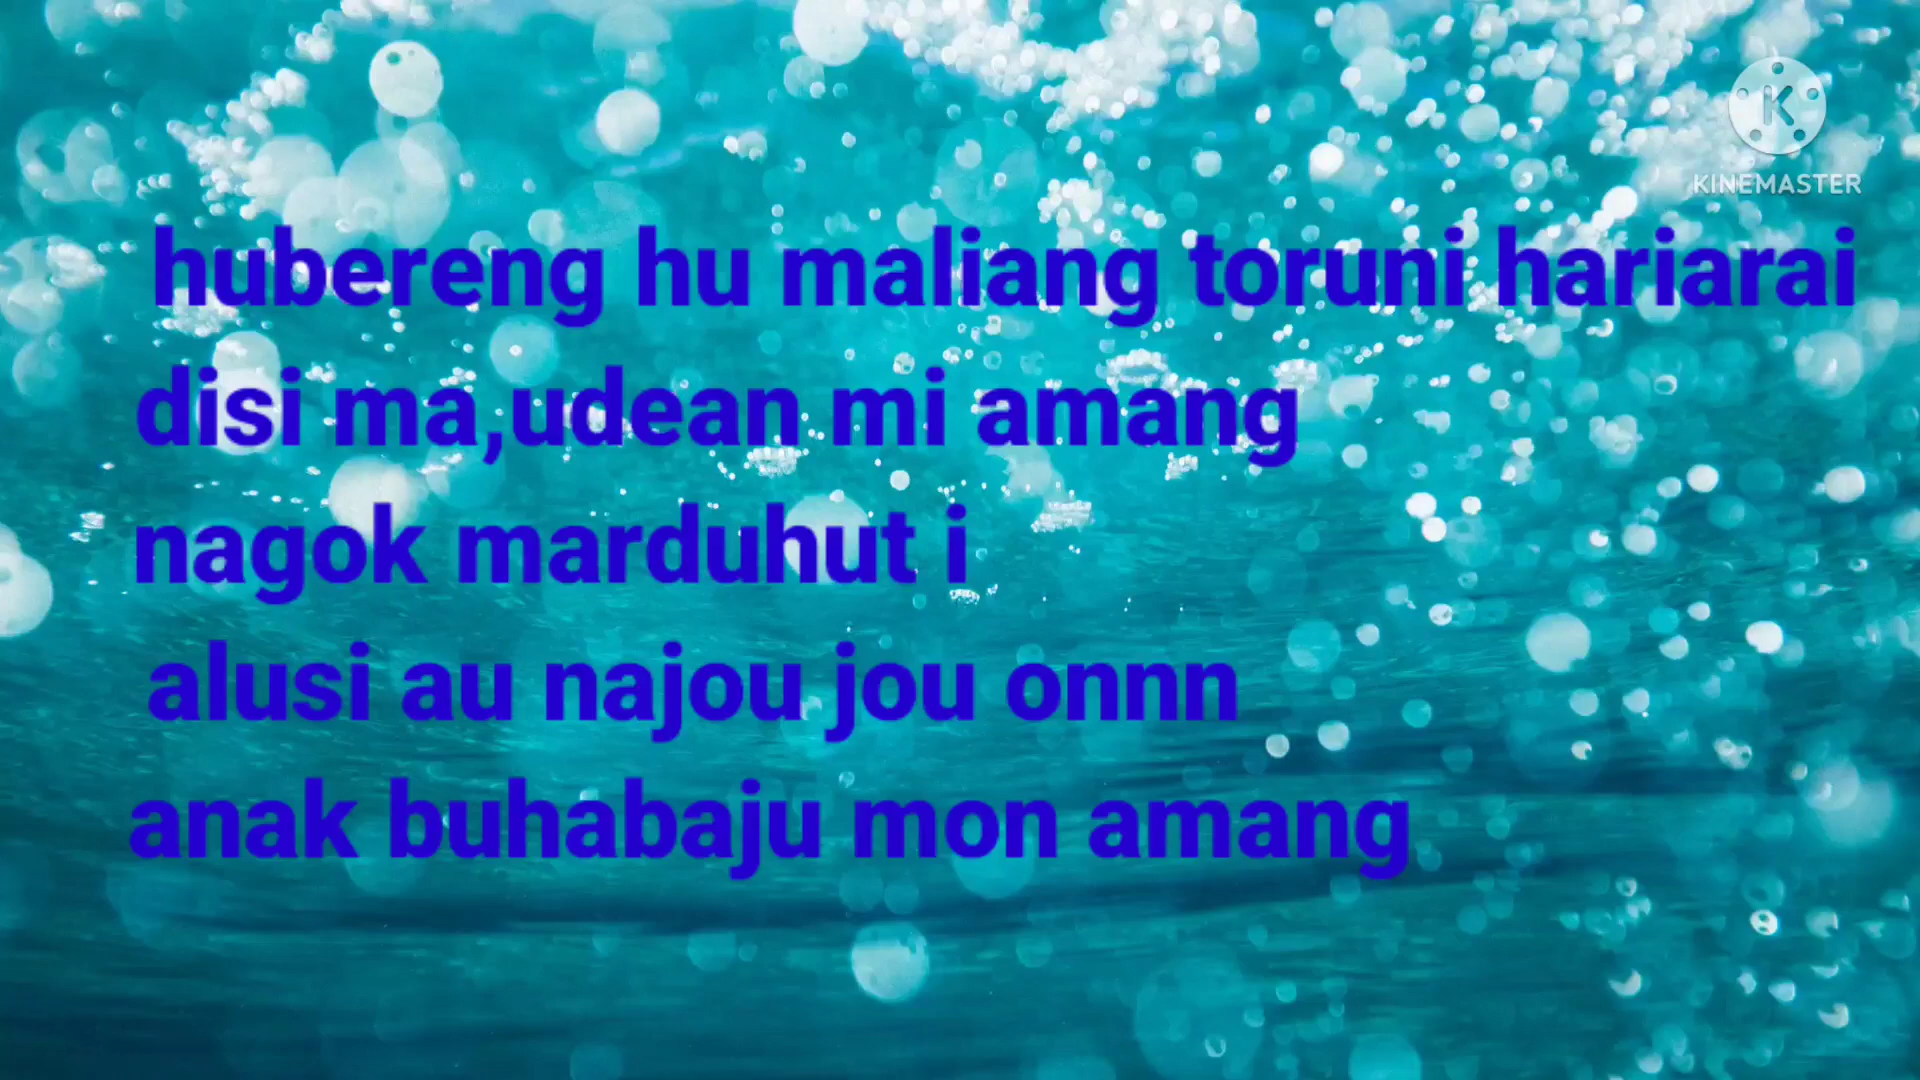 KINEMASTER
hubereng hu maliang toruni hariarai
disi ma,udean mi amang
nagok marduhut i
alusi au najou jou onnn
anak buhabaju mon amang